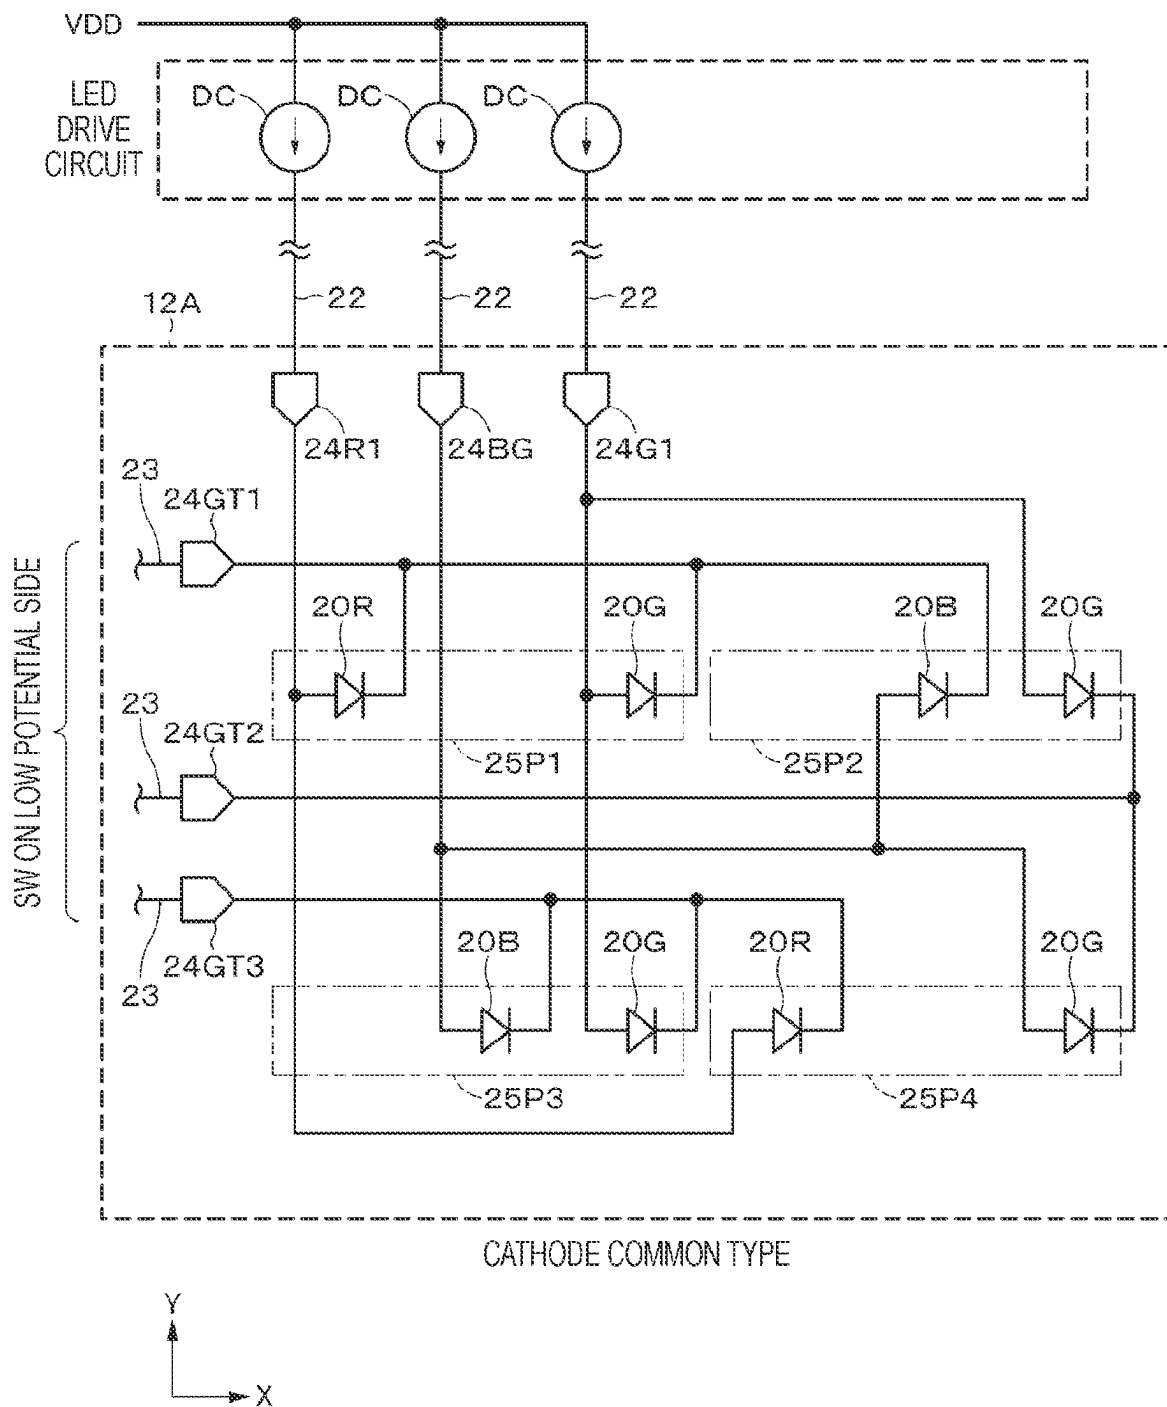 VDD
LED
DRIVE
CIRCUIT
DC DC DC
22 22 22
12A
24R1 24BG 24G1
23
24GT1
20R 20G 20B 20G
SW ON LOW POTENTIAL SIDE
23
24GT2
25P1 25P2
20B 20G 20R 20G
24GT3
23
25P3 25P4
CATHODE COMMON TYPE
Y
X